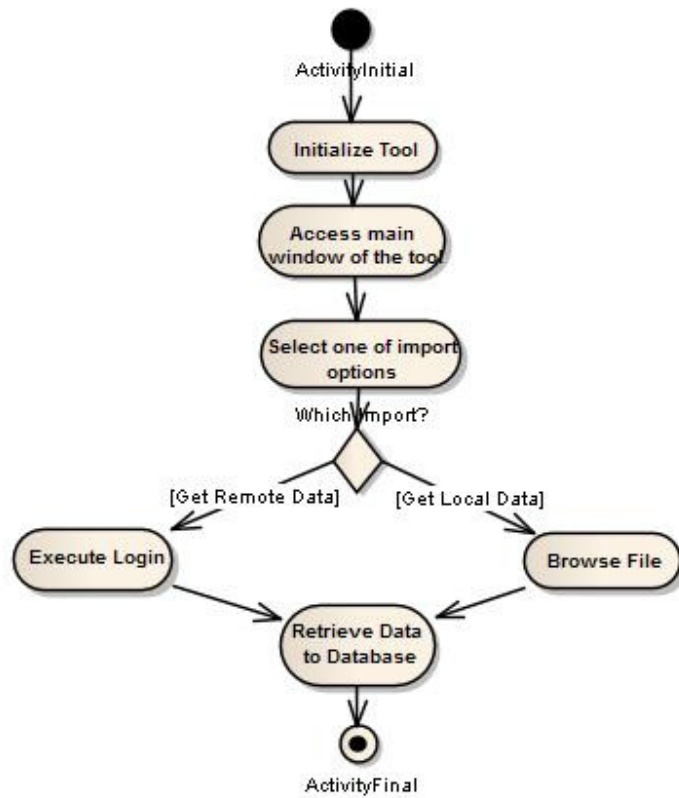 ActivityInitial
Initialize Tool
Access main
window of the tool
Select one of import
options
Which Import?
[Get Remote Data]
[Get Local Data]
Execute Login
Browse File
Retrieve Data
to Database
ActivityFinal